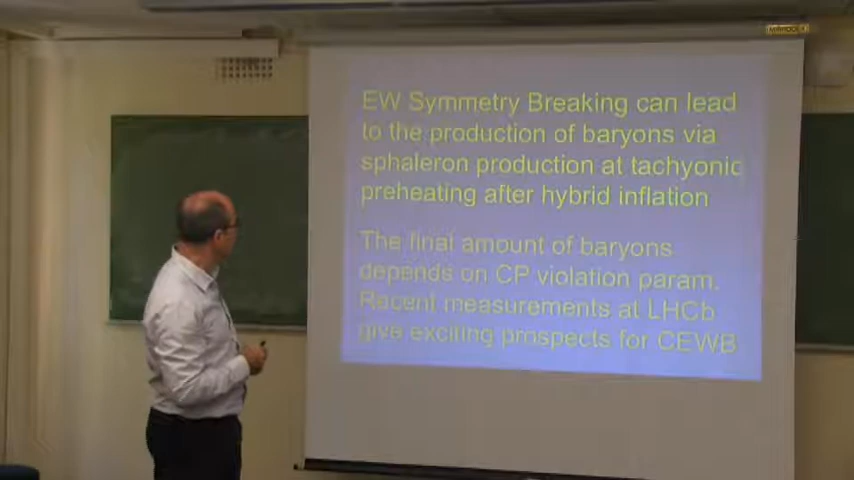 EW Symmetry Breaking can lead
to the production of baryons via
sphaleron production at tachyonic
preheating after hybrid inflation
The final amount of baryons
depends on CP violation param.
Recent measurements at LHCb
give exciting prospects for CEWB